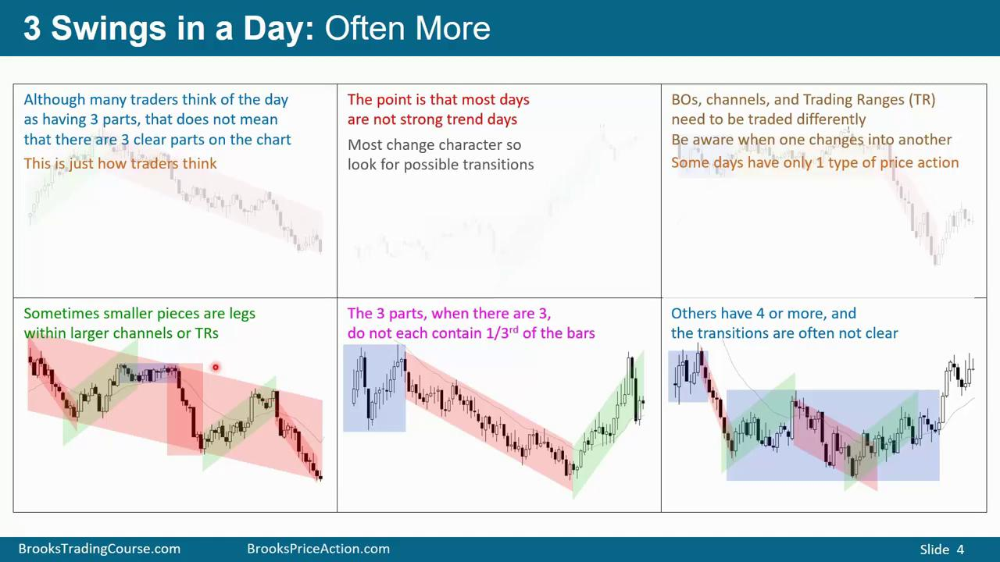 3 Swings in a Day: Often More
Although many traders think of the day
as having 3 parts, that does not mean
that there are 3 clear parts on the chart
This is just how traders think
The point is that most days
are not strong trend days
Most change character so
look for possible transitions
BOs, channels, and Trading Ranges (TR)
need to be traded differently
Be aware when one changes into another
Some days have only 1 type of price action
Sometimes smaller pieces are legs
within larger channels or TRs
The 3 parts, when there are 3,
do not each contain 1/3rd of the bars
Others have 4 or more, and
the transitions are often not clear
BrooksTradingCourse.com
BrooksPriceAction.com
Slide 4